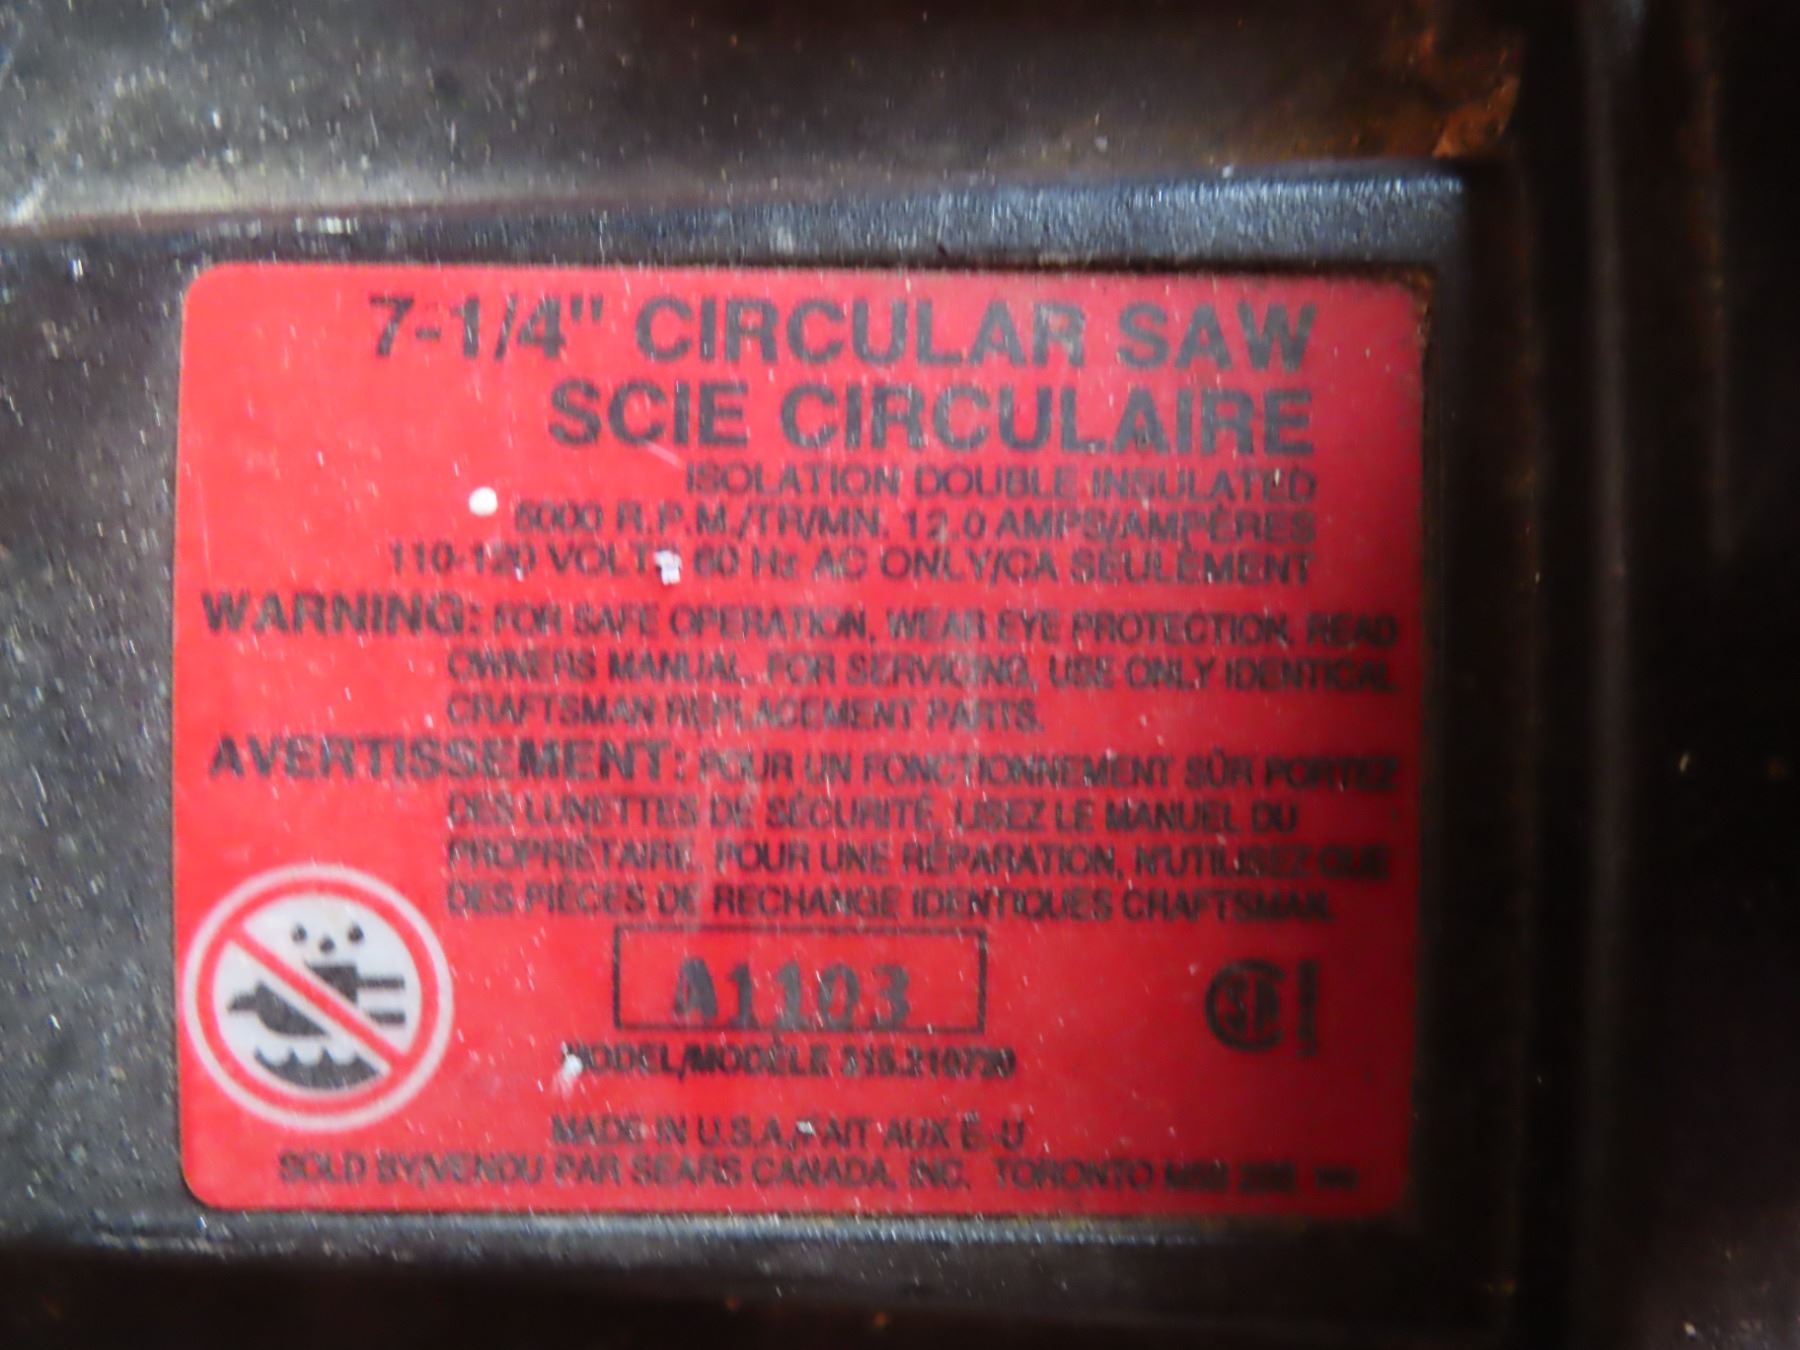 7-1/4" CIRCULAR SAW
SCIE CIRCULAIRE
ISOLATION DOUBLE INSULATED
5000 R.P.M./TR/MN. 12.0 AMPS/AMPÈRES
110-120 VOLTS 60 Hz AC ONLY/CA SEULEMENT
WARNING: FOR SAFE OPERATION, WEAR EYE PROTECTION, READ
OWNERS MANUAL. FOR SERVICING, USE ONLY IDENTICAL
CRAFTSMAN REPLACEMENT PARTS.
AVERTISSEMENT: POUR UN FONCTIONNEMENT SÛR PORTEZ
DES LUNETTES DE SÉCURITÉ, LISEZ LE MANUEL DU
PROPRIÉTAIRE. POUR UNE RÉPARATION, N'UTILISEZ QUE
DES PIÈCES DE RECHANGE IDENTIQUES CRAFTSMAN.
A1103
MODEL/MODÈLE
MADE IN U.S.A./FAIT AUX É.-U
SOLD BY/VENDU PAR SEARS CANADA, INC. TORONTO